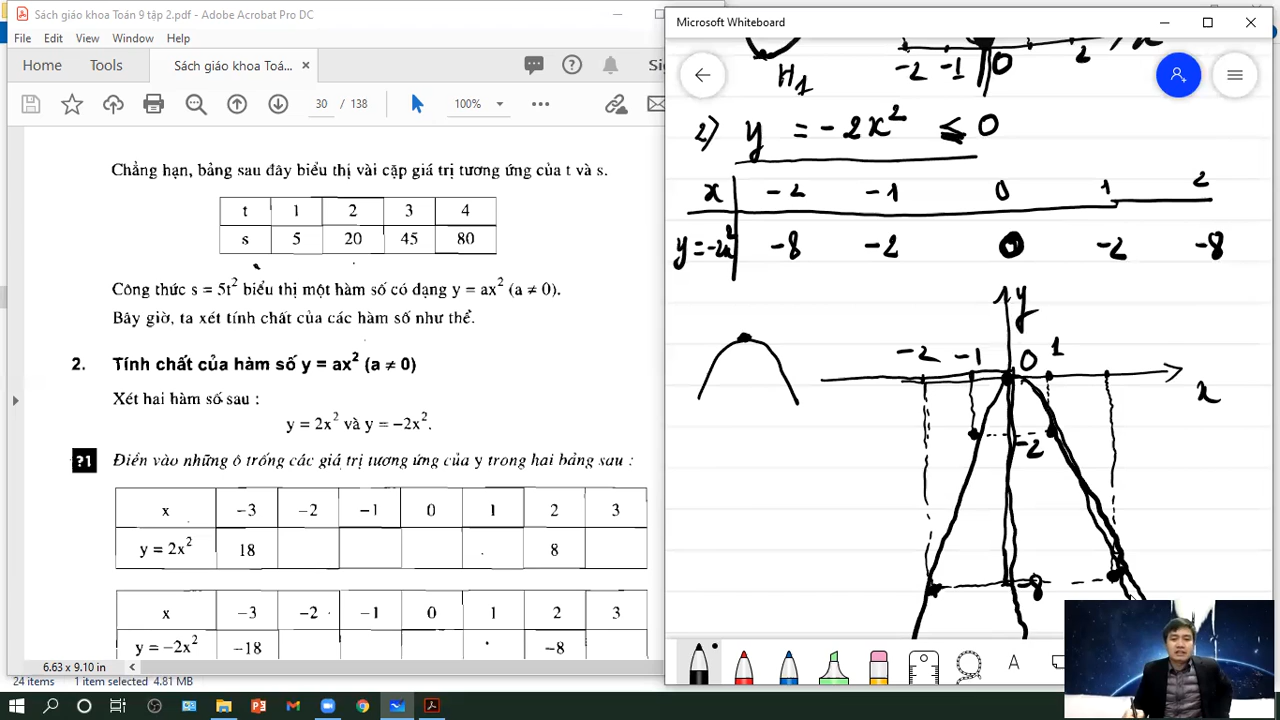 Sách giáo khoa Toán 9 tập 2.pdf - Adobe Acrobat Pro DC
File Edit View Window Help
Home Tools Sách giáo khoa Toá... ×
30 / 138 100%
Chẳng hạn, bảng sau đây biểu thị vài cặp giá trị tương ứng của t và s.
t 1 2 3 4
s 5 20 45 80
Công thức s = 5t² biểu thị một hàm số có dạng y = ax² (a ≠ 0).
Bây giờ, ta xét tính chất của các hàm số như thế.
2. Tính chất của hàm số y = ax² (a ≠ 0)
Xét hai hàm số sau :
y = 2x² và y = −2x².
?1 Điền vào những ô trống các giá trị tương ứng của y trong hai bảng sau :
x −3 −2 −1 0 1 2 3
y = 2x² 18 8
x −3 −2 −1 0 1 2 3
y = −2x² −18 −8
6.63 x 9.10 in
24 items 1 item selected 4.81 MB
Microsoft Whiteboard
-2 -1 0 2 x
H1
2) y = -2x² ≤ 0
x -2 -1 0 1 2
y = -2x² -8 -2 0 -2 -8
y
-2 -1 0 1
x
-2
-8